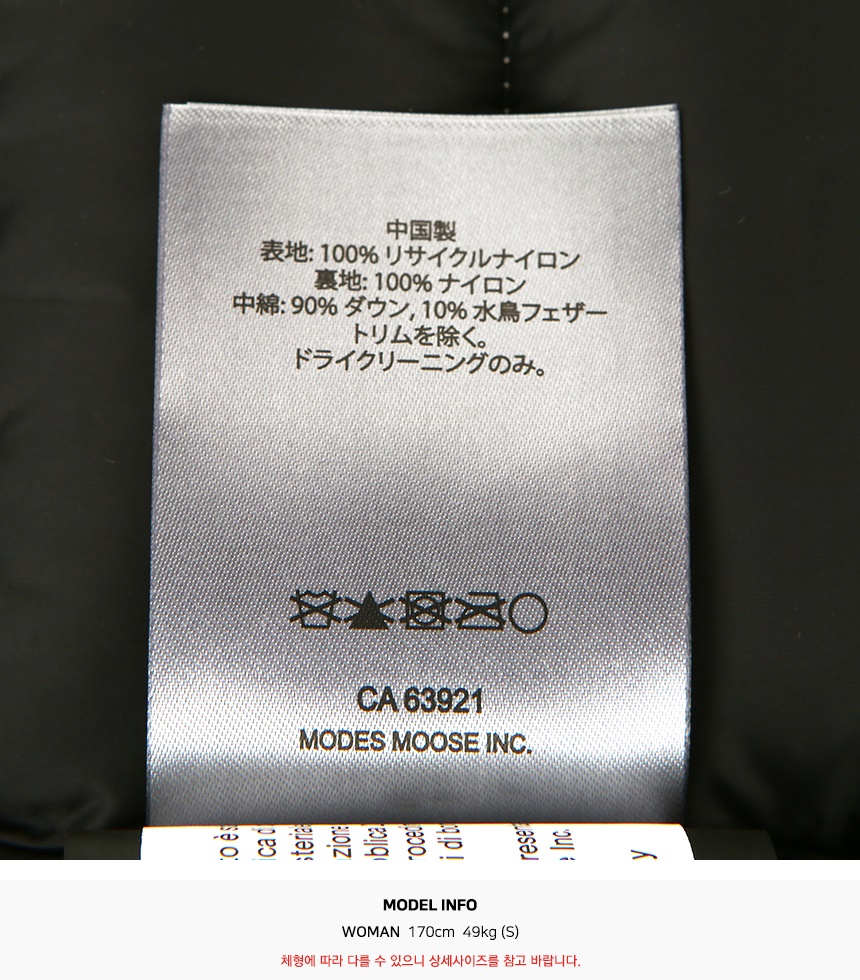 中国製
表地: 100% リサイクルナイロン
裏地: 100% ナイロン
中綿: 90% ダウン, 10% 水鳥フェザー
トリムを除く。
ドライクリーニングのみ。
CA 63921
MODES MOOSE INC.
MODEL INFO
WOMAN 170cm 49kg (S)
체형에 따라 다를 수 있으니 상세사이즈를 참고 바랍니다.